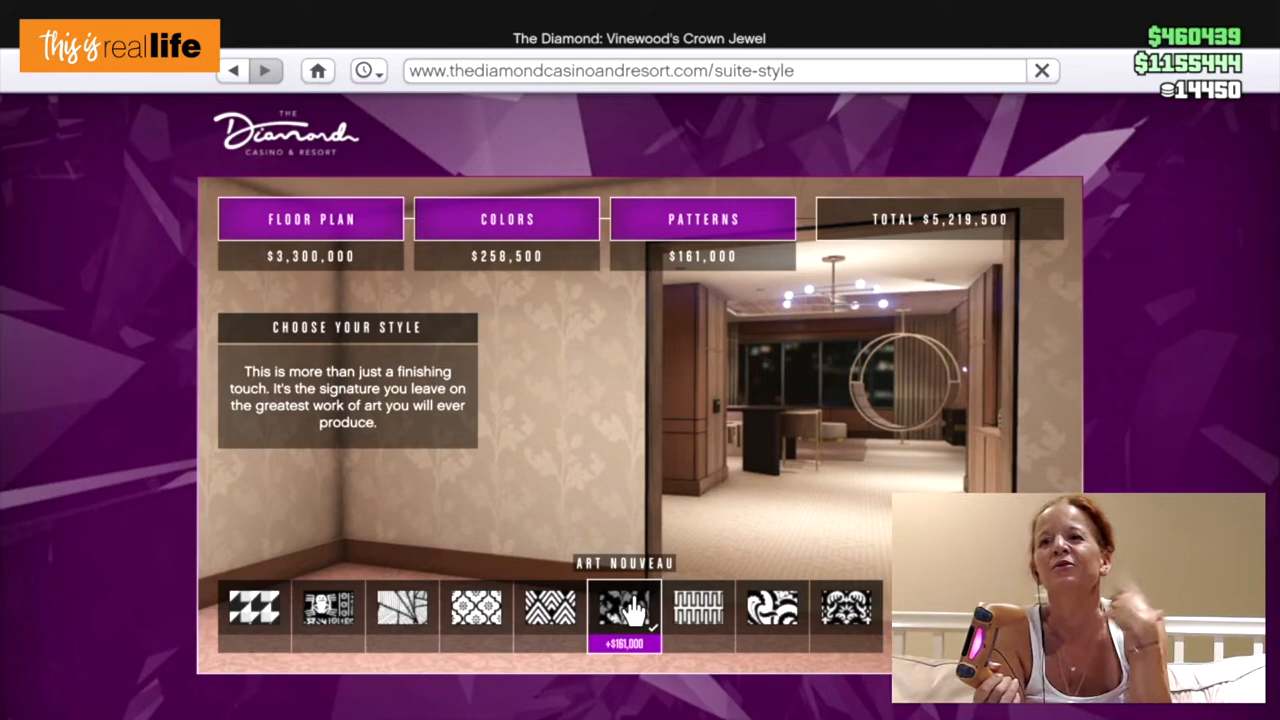 this is reallife
The Diamond: Vinewood's Crown Jewel
$460439
$1155444
14450
www.thediamondcasinoandresort.com/suite-style
THE
Diamond
CASINO & RESORT
FLOOR PLAN
COLORS
PATTERNS
TOTAL $5,219,500
$3,300,000
$258,500
$161,000
CHOOSE YOUR STYLE
This is more than just a finishing
touch. It's the signature you leave on
the greatest work of art you will ever
produce.
ART NOUVEAU
+$161,000